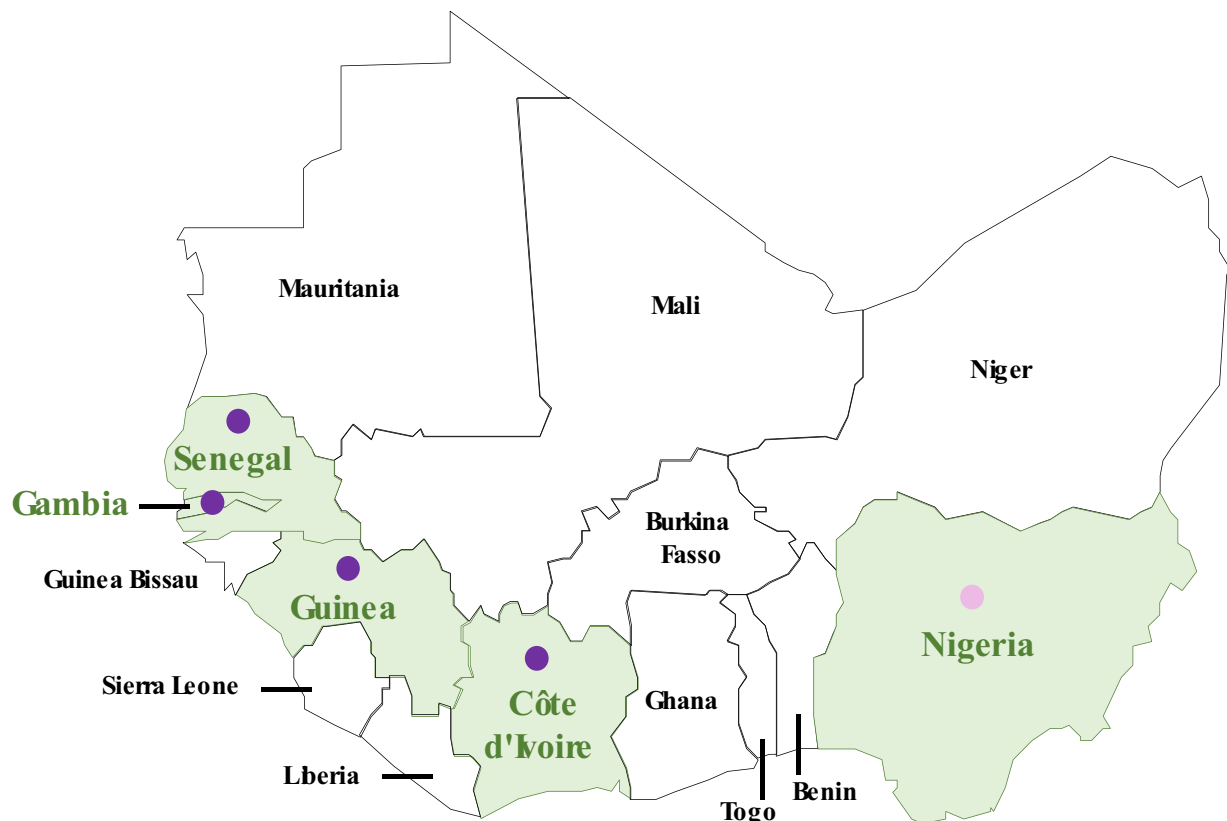 Mauritania
Mali
Niger
Senegal
Gambia
Burkina
Fasso
Guinea Bissau
Guinea
Nigeria
Sierra Leone
Ghana
Côte
d'Ivoire
Liberia
Benin
Togo